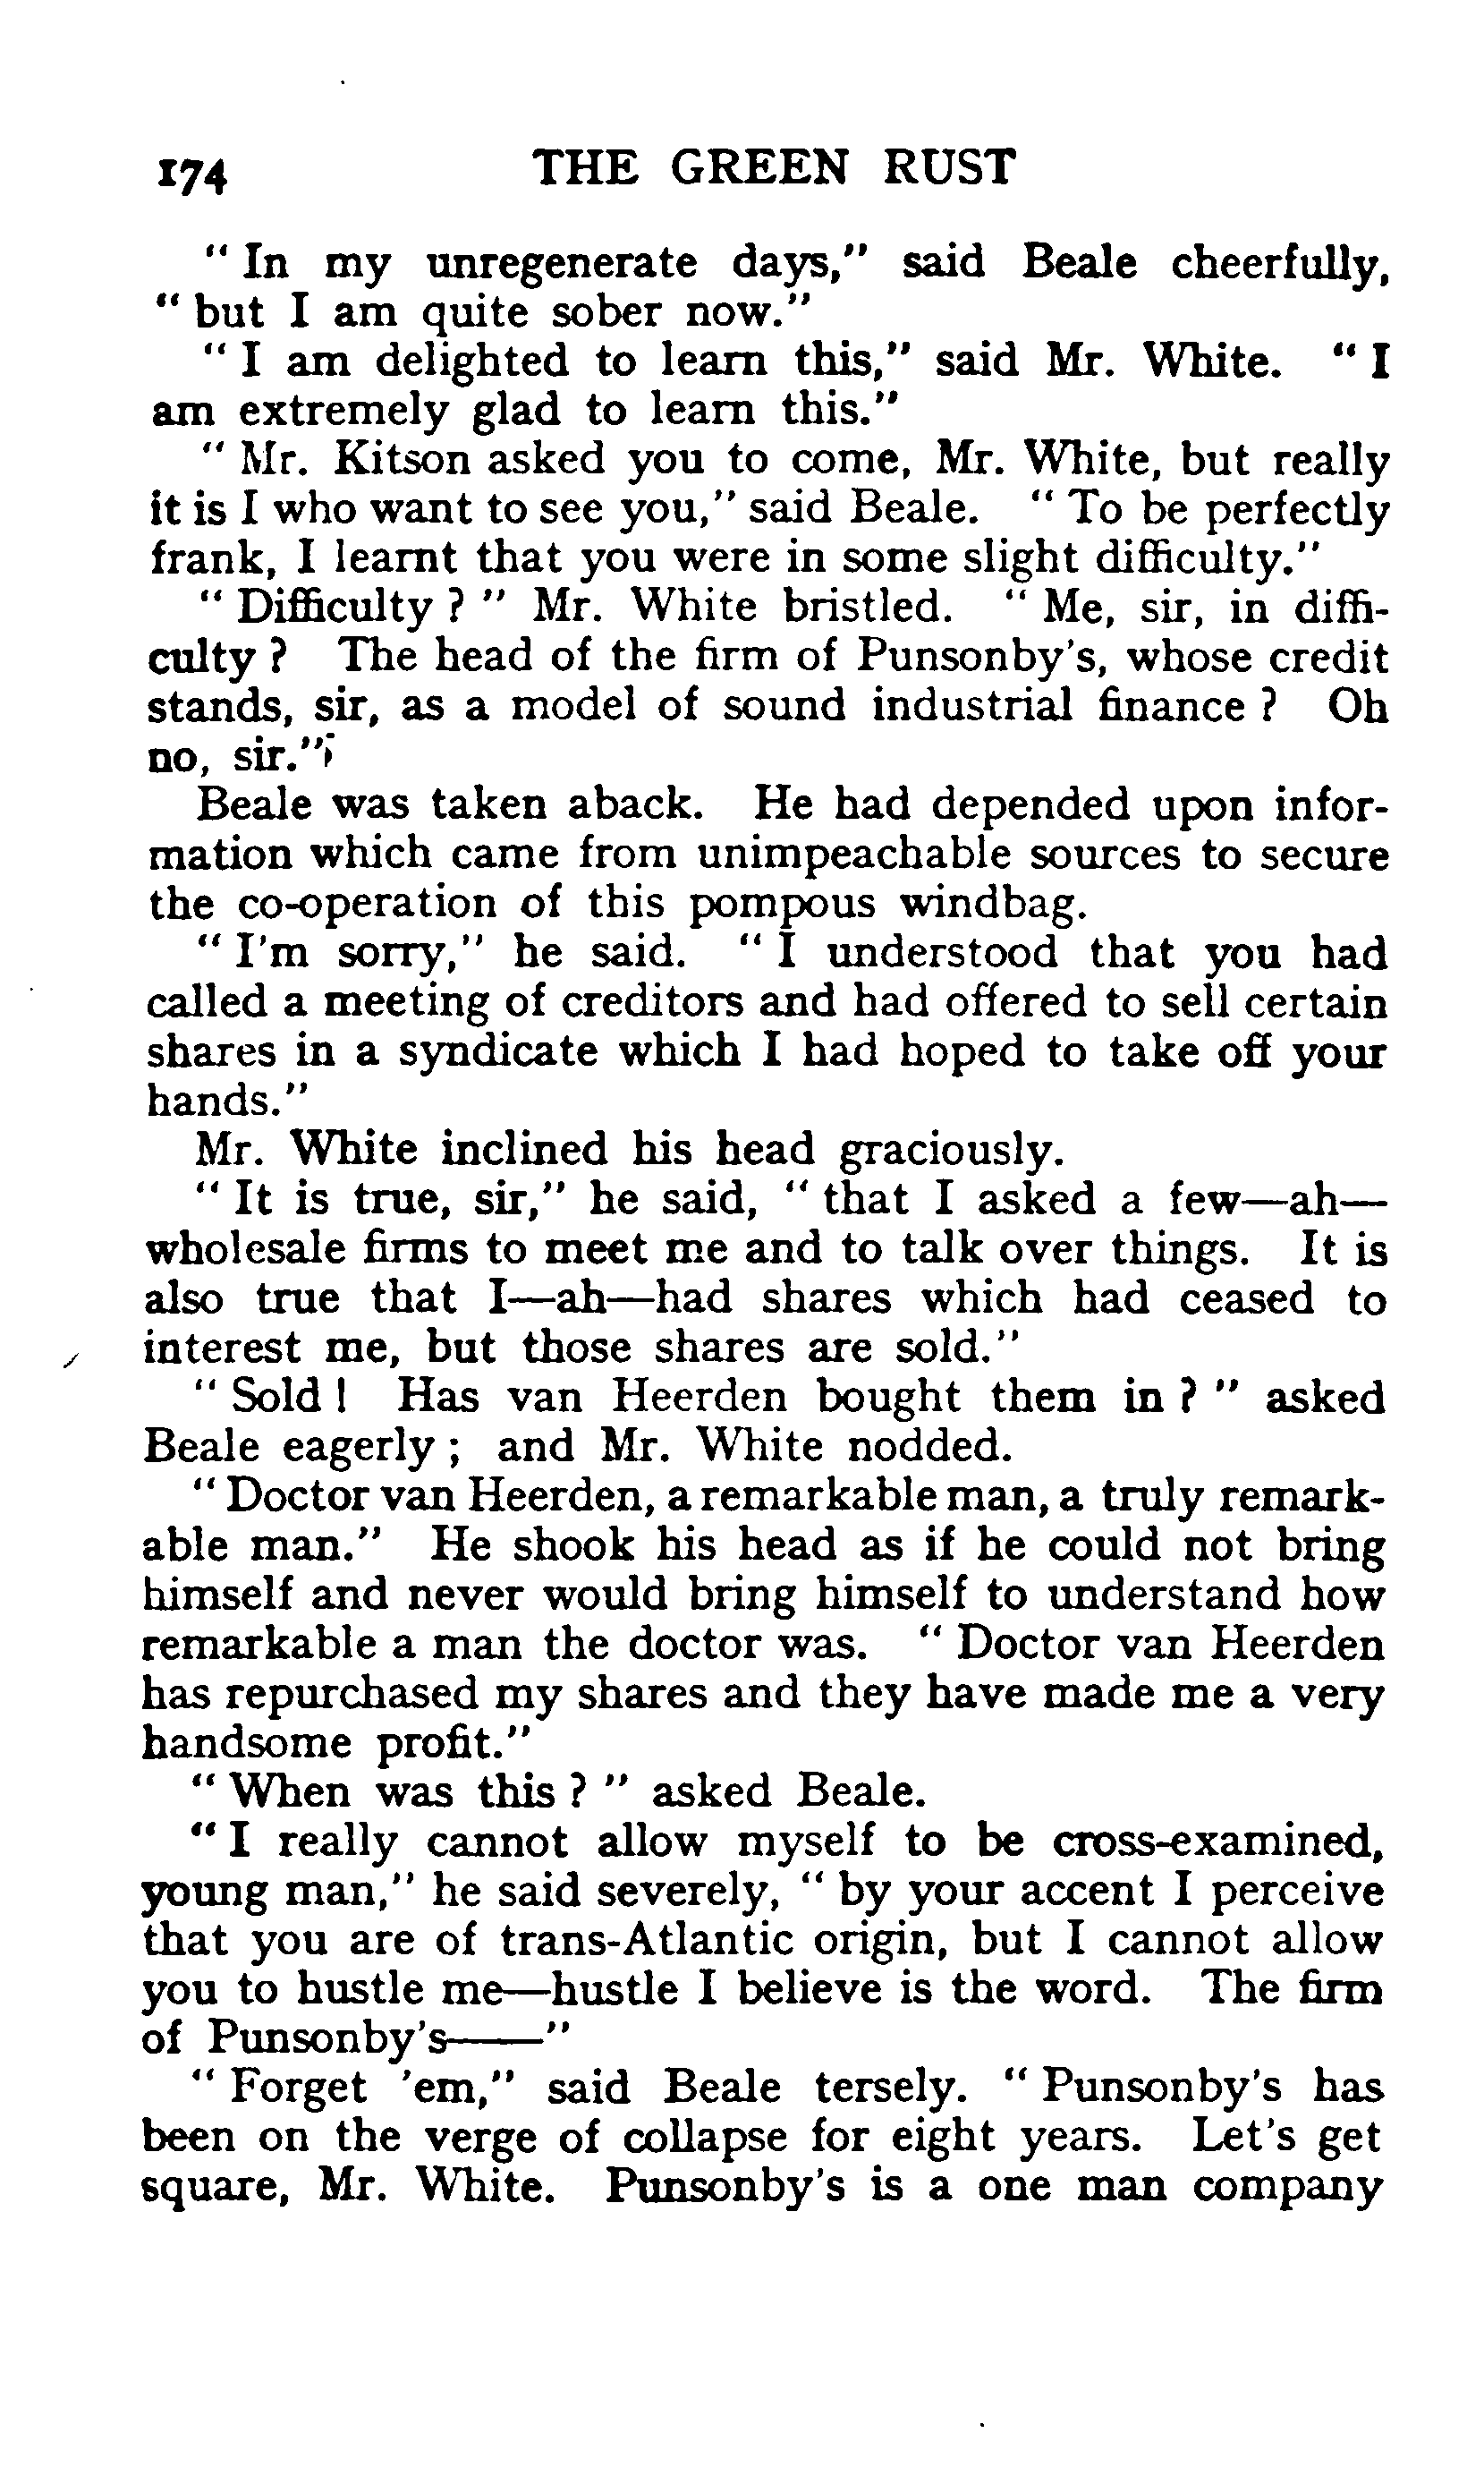 174 THE GREEN RUST
" In my unregenerate days," said Beale cheerfully,
" but I am quite sober now."
" I am delighted to learn this," said Mr. White. " I
am extremely glad to learn this."
" Mr. Kitson asked you to come, Mr. White, but really
it is I who want to see you," said Beale. " To be perfectly
frank, I learnt that you were in some slight difficulty."
" Difficulty ? " Mr. White bristled. " Me, sir, in diffi-
culty ? The head of the firm of Punsonby's, whose credit
stands, sir, as a model of sound industrial finance ? Oh
no, sir."
Beale was taken aback. He had depended upon infor-
mation which came from unimpeachable sources to secure
the co-operation of this pompous windbag.
" I'm sorry," he said. " I understood that you had
called a meeting of creditors and had offered to sell certain
shares in a syndicate which I had hoped to take off your
hands."
Mr. White inclined his head graciously.
" It is true, sir," he said, " that I asked a few—ah—
wholesale firms to meet me and to talk over things. It is
also true that I—ah—had shares which had ceased to
interest me, but those shares are sold."
" Sold ! Has van Heerden bought them in ? " asked
Beale eagerly ; and Mr. White nodded.
" Doctor van Heerden, a remarkable man, a truly remark-
able man." He shook his head as if he could not bring
himself and never would bring himself to understand how
remarkable a man the doctor was. " Doctor van Heerden
has repurchased my shares and they have made me a very
handsome profit."
" When was this ? " asked Beale.
" I really cannot allow myself to be cross-examined,
young man," he said severely, " by your accent I perceive
that you are of trans-Atlantic origin, but I cannot allow
you to hustle me—hustle I believe is the word. The firm
of Punsonby's——"
" Forget 'em," said Beale tersely. " Punsonby's has
been on the verge of collapse for eight years. Let's get
square, Mr. White. Punsonby's is a one man company